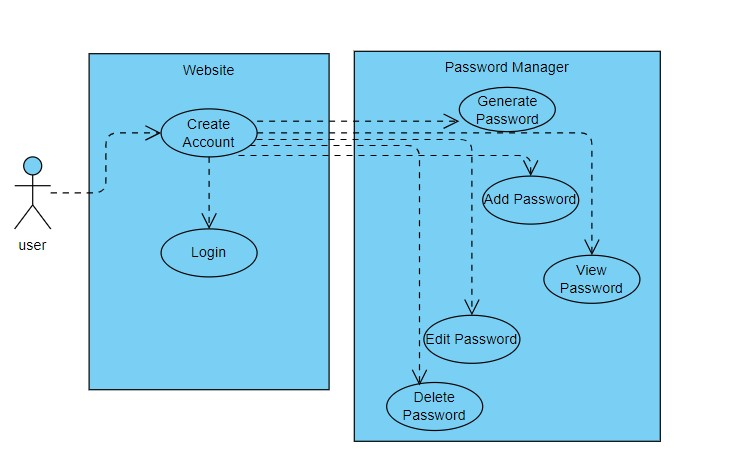 Website
Create
Account
Login
user
Password Manager
Generate
Password
Add Password
View
Password
Edit Password
Delete
Password